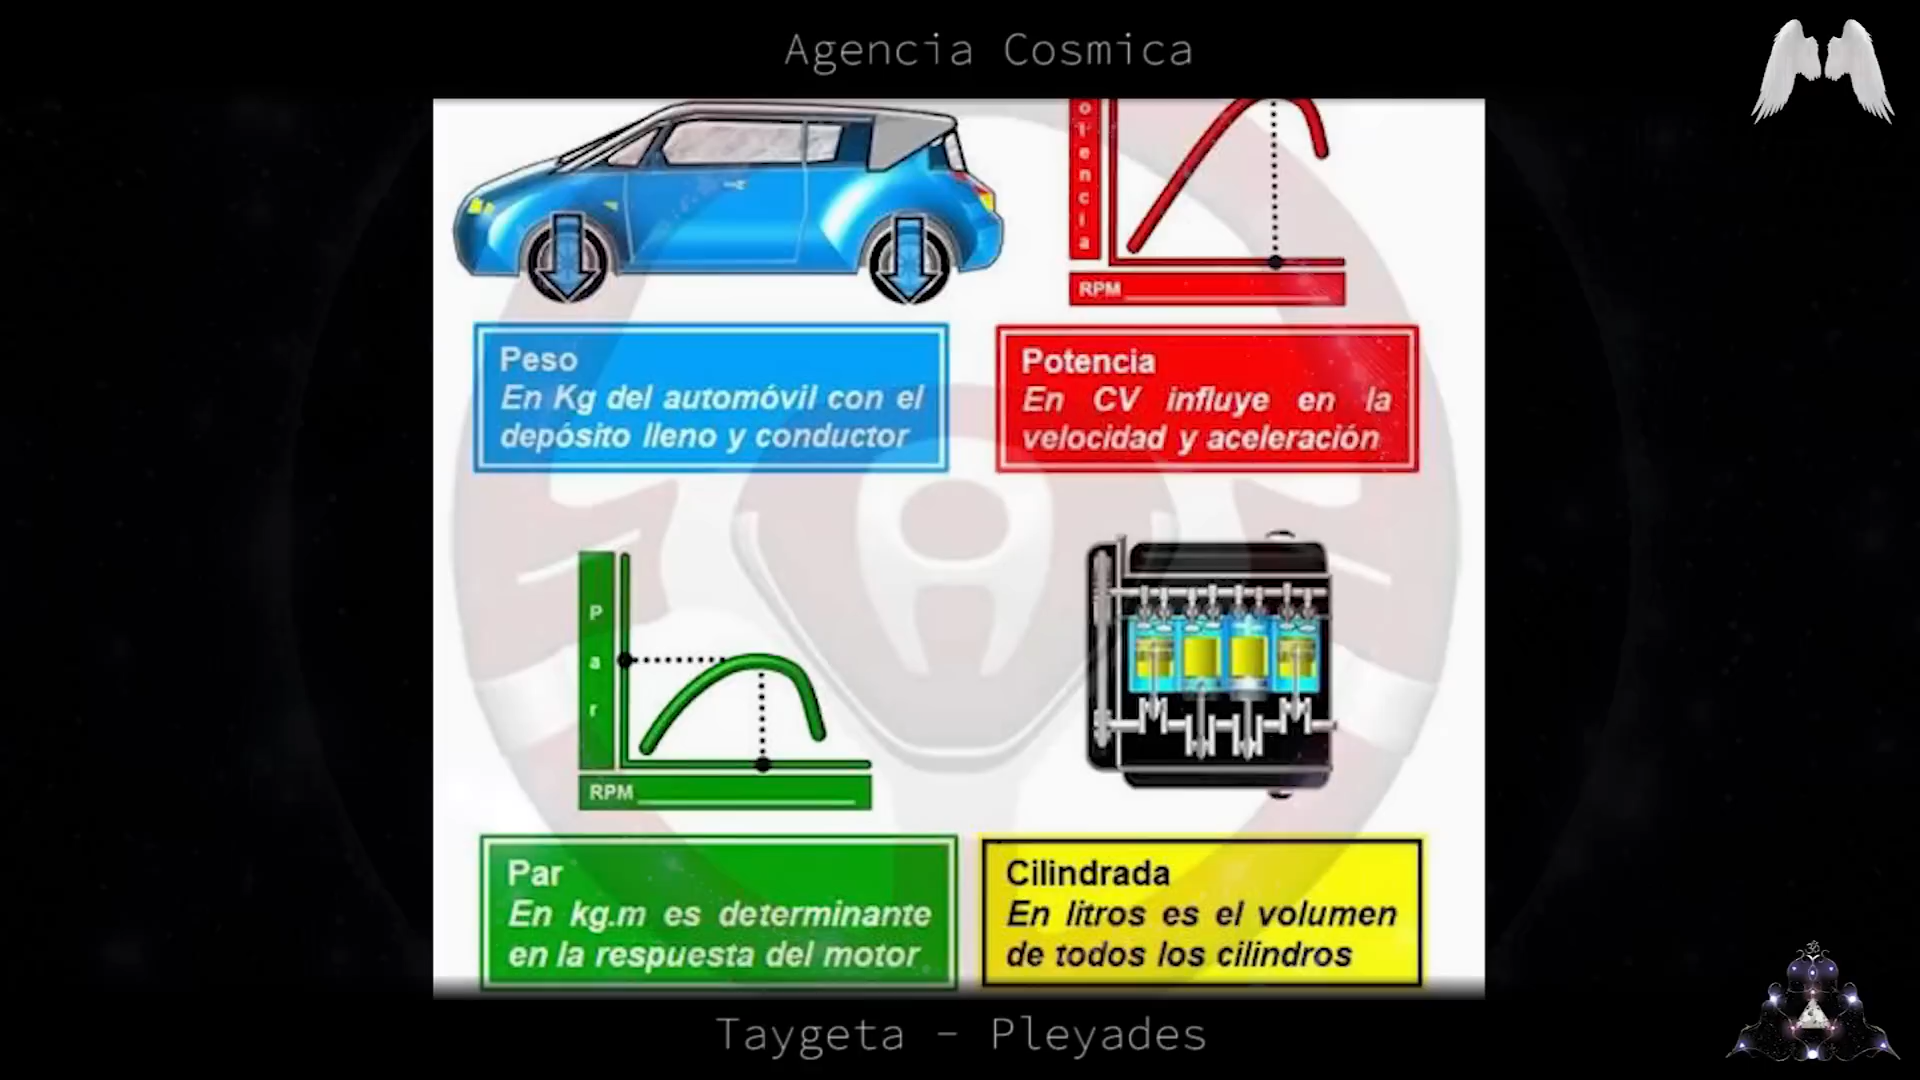 Agencia Cosmica
otencia
RPM
Peso
En Kg del automóvil con el
depósito lleno y conductor
Potencia
En CV influye en la
velocidad y aceleración
Par
RPM
Par
En kg.m es determinante
en la respuesta del motor
Cilindrada
En litros es el volumen
de todos los cilindros
Taygeta - Pleyades